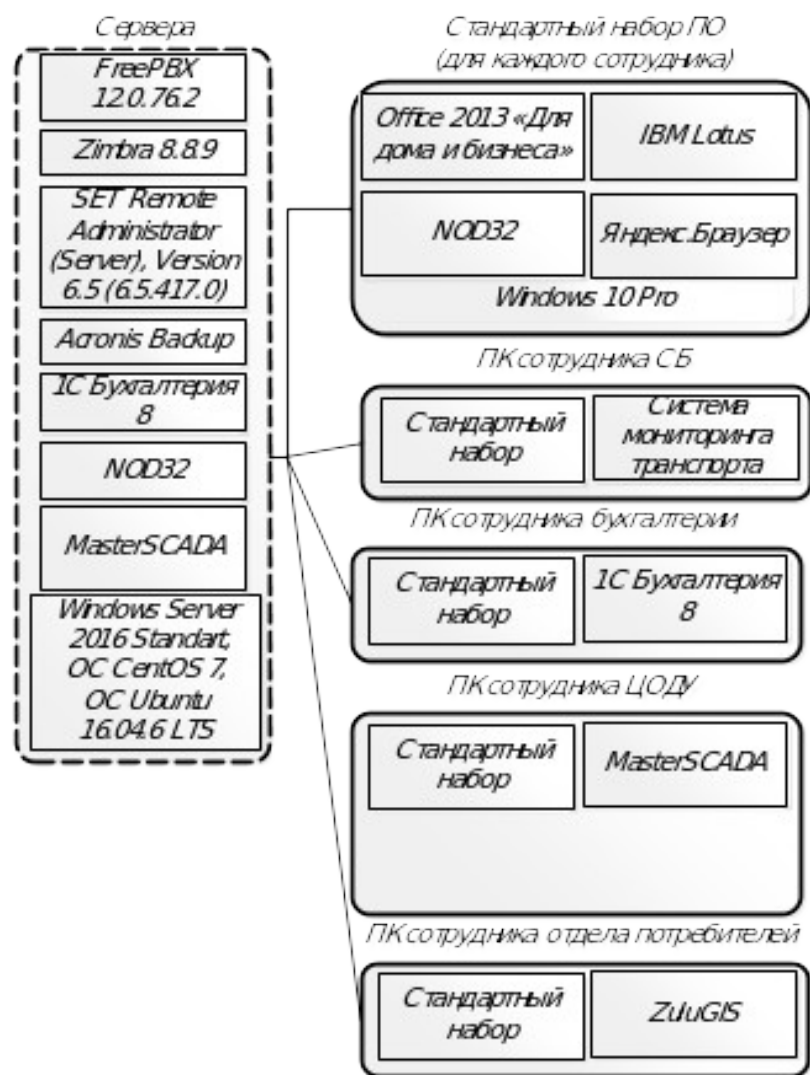 Сервера
FreePBX
12.0.76.2
Zimbra 8.8.9
SET Remote
Administrator
(Server), Version
6.5 (6.5.417.0)
Acronis Backup
1С Бухгалтерия
8
NOD32
MasterSCADA
Windows Server
2016 Standart,
ОС CentOS 7,
ОС Ubuntu
16.04.6 LTS
Стандартный набор ПО
(для каждого сотрудника)
Office 2013 «Для
дома и бизнеса»
IBM Lotus
NOD32
Яндекс.Браузер
Windows 10 Pro
ПК сотрудника СБ
Стандартный
набор
Система
мониторинга
транспорта
ПК сотрудника бухгалтерии
Стандартный
набор
1С Бухгалтерия
8
ПК сотрудника ЦОДУ
Стандартный
набор
MasterSCADA
ПК сотрудника отдела потребителей
Стандартный
набор
ZuluGIS